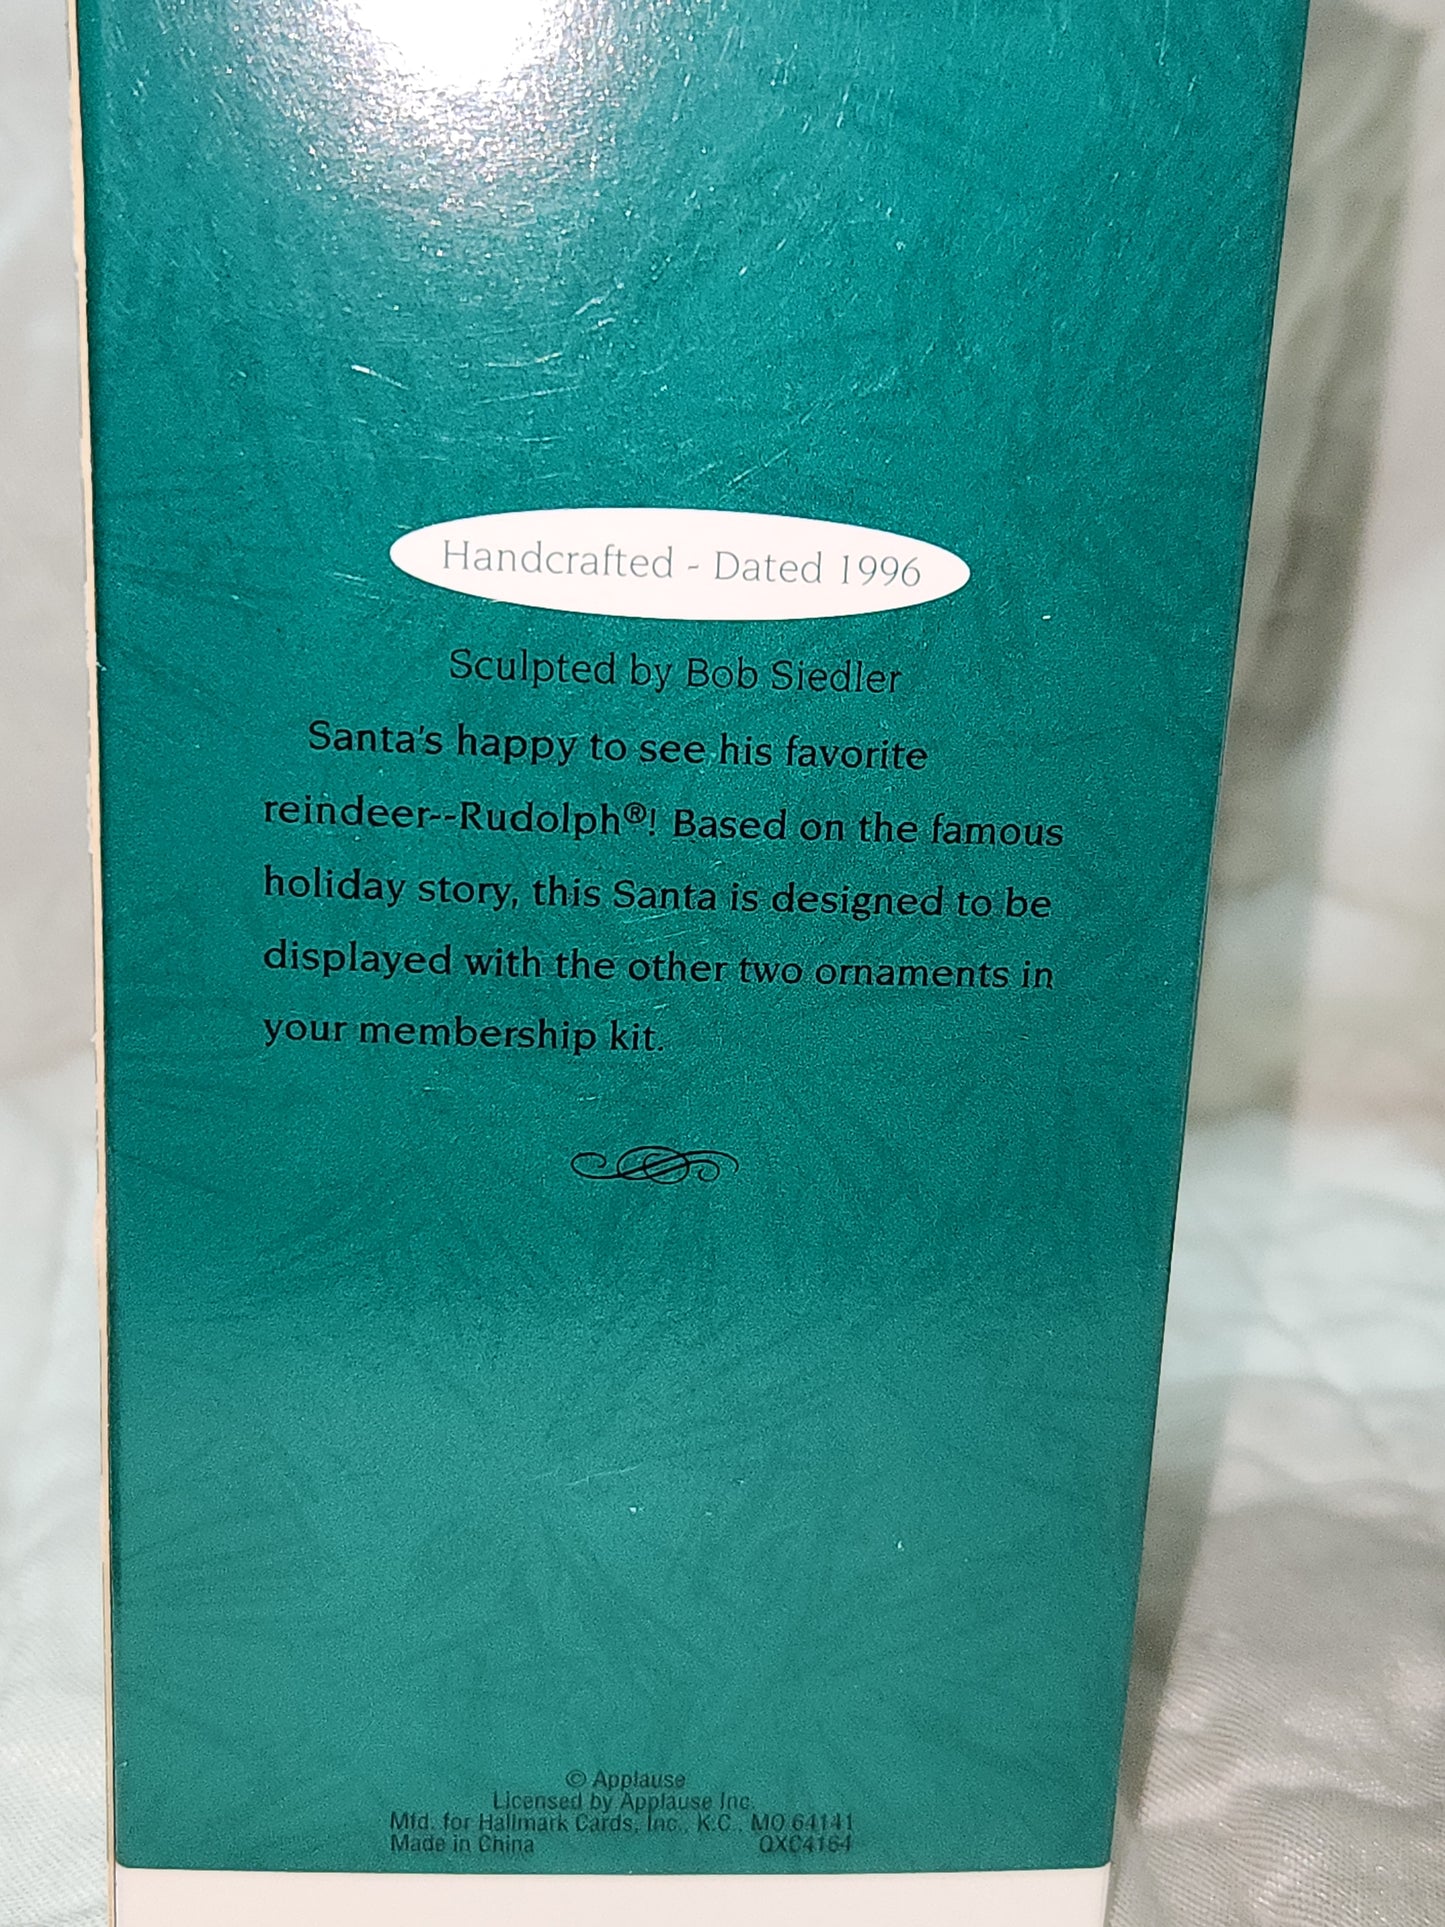 Handcrafted - Dated 1996
Sculpted by Bob Siedler
Santa's happy to see his favorite
reindeer--Rudolph®! Based on the famous
holiday story, this Santa is designed to be
displayed with the other two ornaments in
your membership kit.
© Applause
Licensed by Applause Inc.
Mfd. for Hallmark Cards, Inc., K.C., MO 64141
Made in China QXC4164